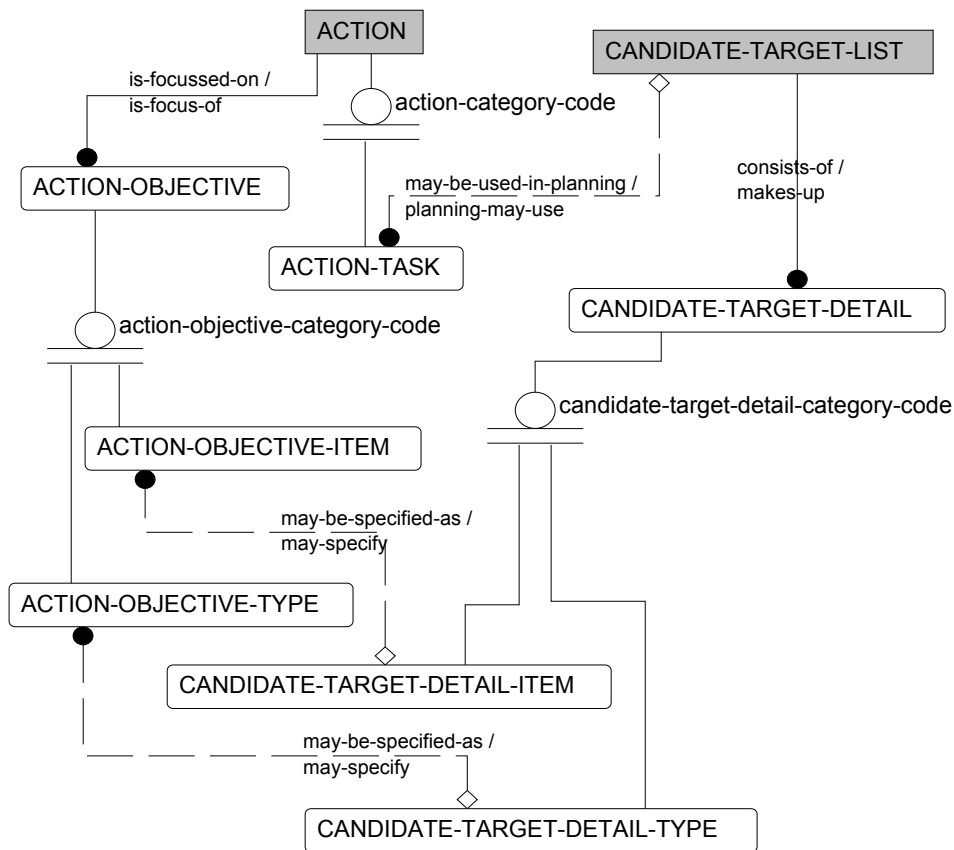 ACTION
CANDIDATE-TARGET-LIST
is-focussed-on /
is-focus-of
action-category-code
ACTION-OBJECTIVE
may-be-used-in-planning /
planning-may-use
consists-of /
makes-up
ACTION-TASK
CANDIDATE-TARGET-DETAIL
action-objective-category-code
candidate-target-detail-category-code
ACTION-OBJECTIVE-ITEM
may-be-specified-as /
may-specify
ACTION-OBJECTIVE-TYPE
CANDIDATE-TARGET-DETAIL-ITEM
may-be-specified-as /
may-specify
CANDIDATE-TARGET-DETAIL-TYPE